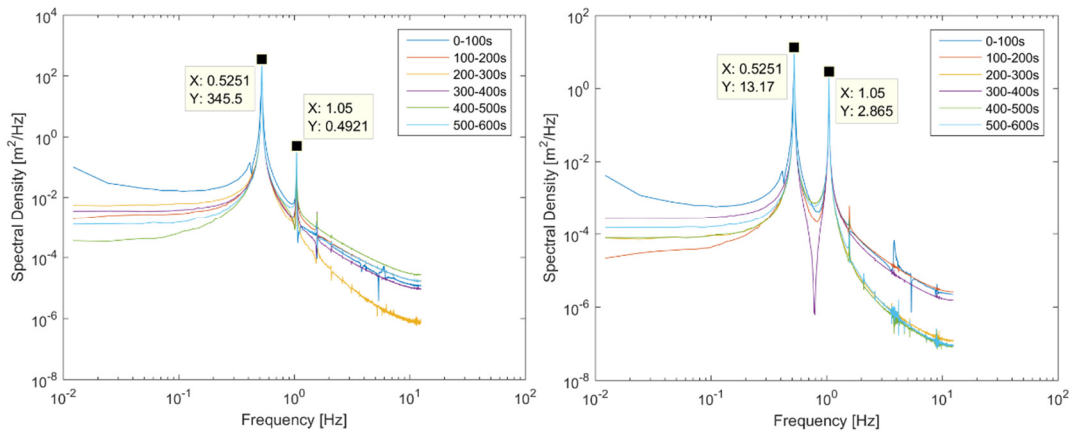 10^4
10^2
10^0
10^-2
10^-4
10^-6
10^-8
Spectral Density [m²/Hz]
X: 0.5251
Y: 345.5
X: 1.05
Y: 0.4921
0-100s
100-200s
200-300s
300-400s
400-500s
500-600s
10^-2
10^-1
10^0
10^1
10^2
Frequency [Hz]
10^2
10^0
10^-2
10^-4
10^-6
10^-8
Spectral Density [m²/Hz]
X: 0.5251
Y: 13.17
X: 1.05
Y: 2.865
0-100s
100-200s
200-300s
300-400s
400-500s
500-600s
10^-2
10^-1
10^0
10^1
10^2
Frequency [Hz]